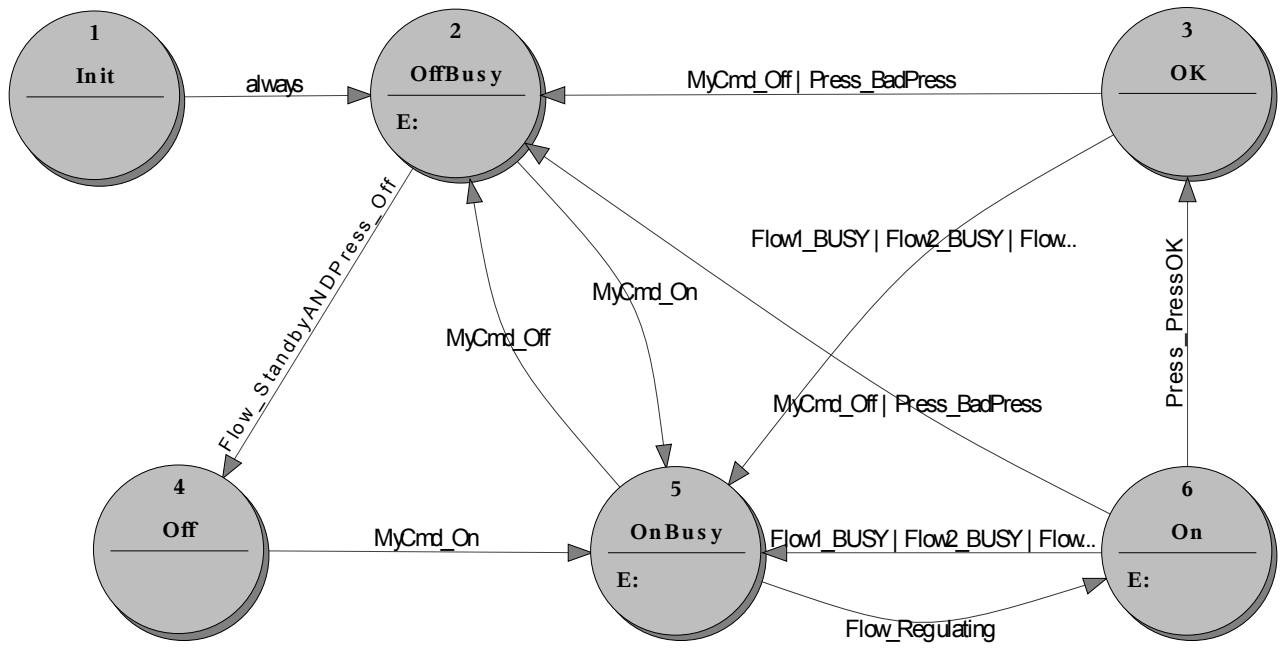 1
Init
always
2
OffBusy
E:
MyCmd_Off | Press_BadPress
3
OK
Flow_StandbyANDPress_Off
MyCmd_Off
MyCmd_On
Flow1_BUSY | Flow2_BUSY | Flow...
MyCmd_Off | Press_BadPress
Press_PressOK
4
Off
MyCmd_On
5
OnBusy
E:
Flow1_BUSY | Flow2_BUSY | Flow...
Flow_Regulating
6
On
E: